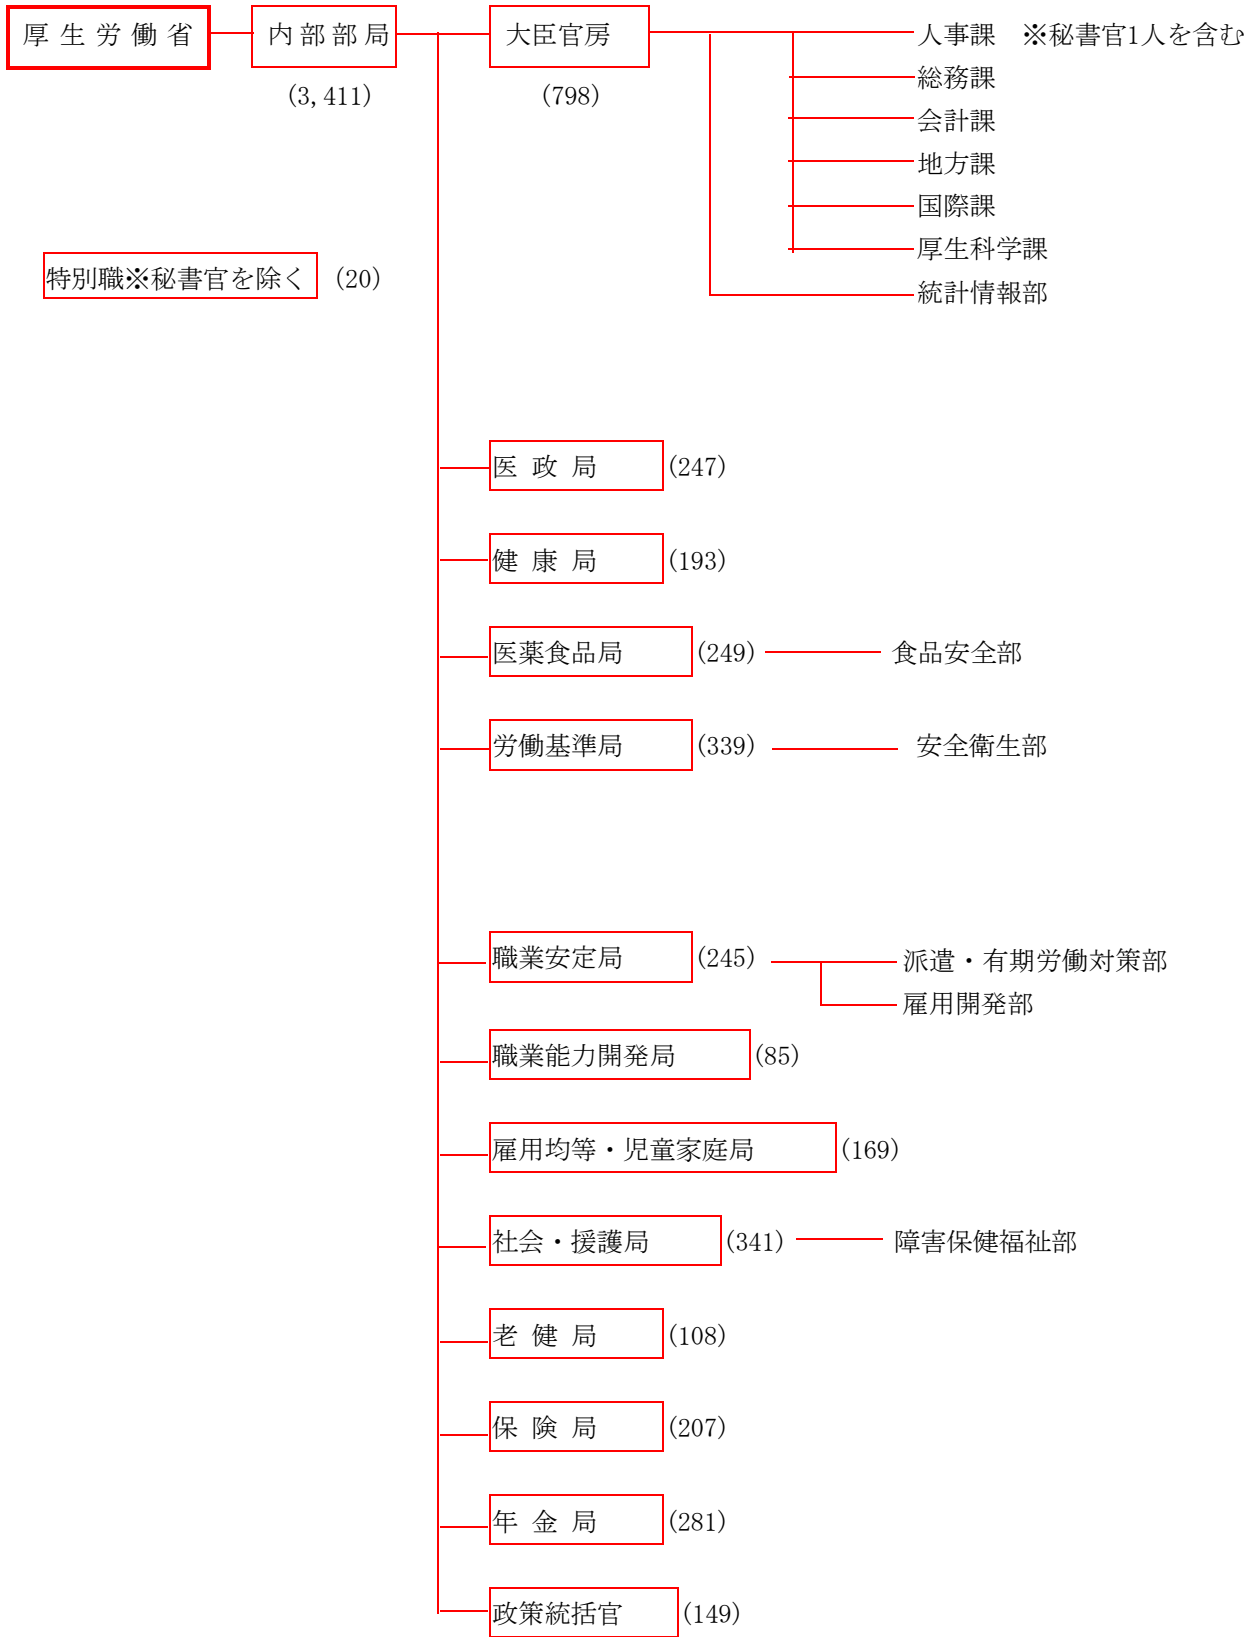 厚生労働省
内部部局
(3,411)
特別職※秘書官を除く (20)
大臣官房
(798)
人事課 ※秘書官1人を含む
総務課
会計課
地方課
国際課
厚生科学課
統計情報部
医政局 (247)
健康局 (193)
医薬食品局 (249) 食品安全部
労働基準局 (339) 安全衛生部
職業安定局 (245) 派遣・有期労働対策部
雇用開発部
職業能力開発局 (85)
雇用均等・児童家庭局 (169)
社会・援護局 (341) 障害保健福祉部
老健局 (108)
保険局 (207)
年金局 (281)
政策統括官 (149)